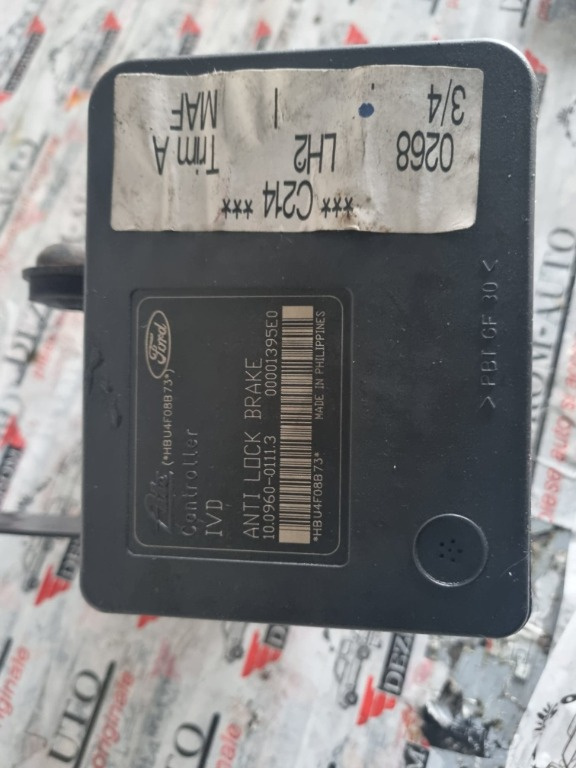 0268 LH2 Trim A
3/4 I MAF
*** C214 ***
Ford
Ate (*HBU4F08B73*)
Controller
IVD
ANTI LOCK BRAKE
10.0960-0111.3 00001395E0
*HBU4F08B73* MADE IN PHILIPPINES
>PBT GF 30<